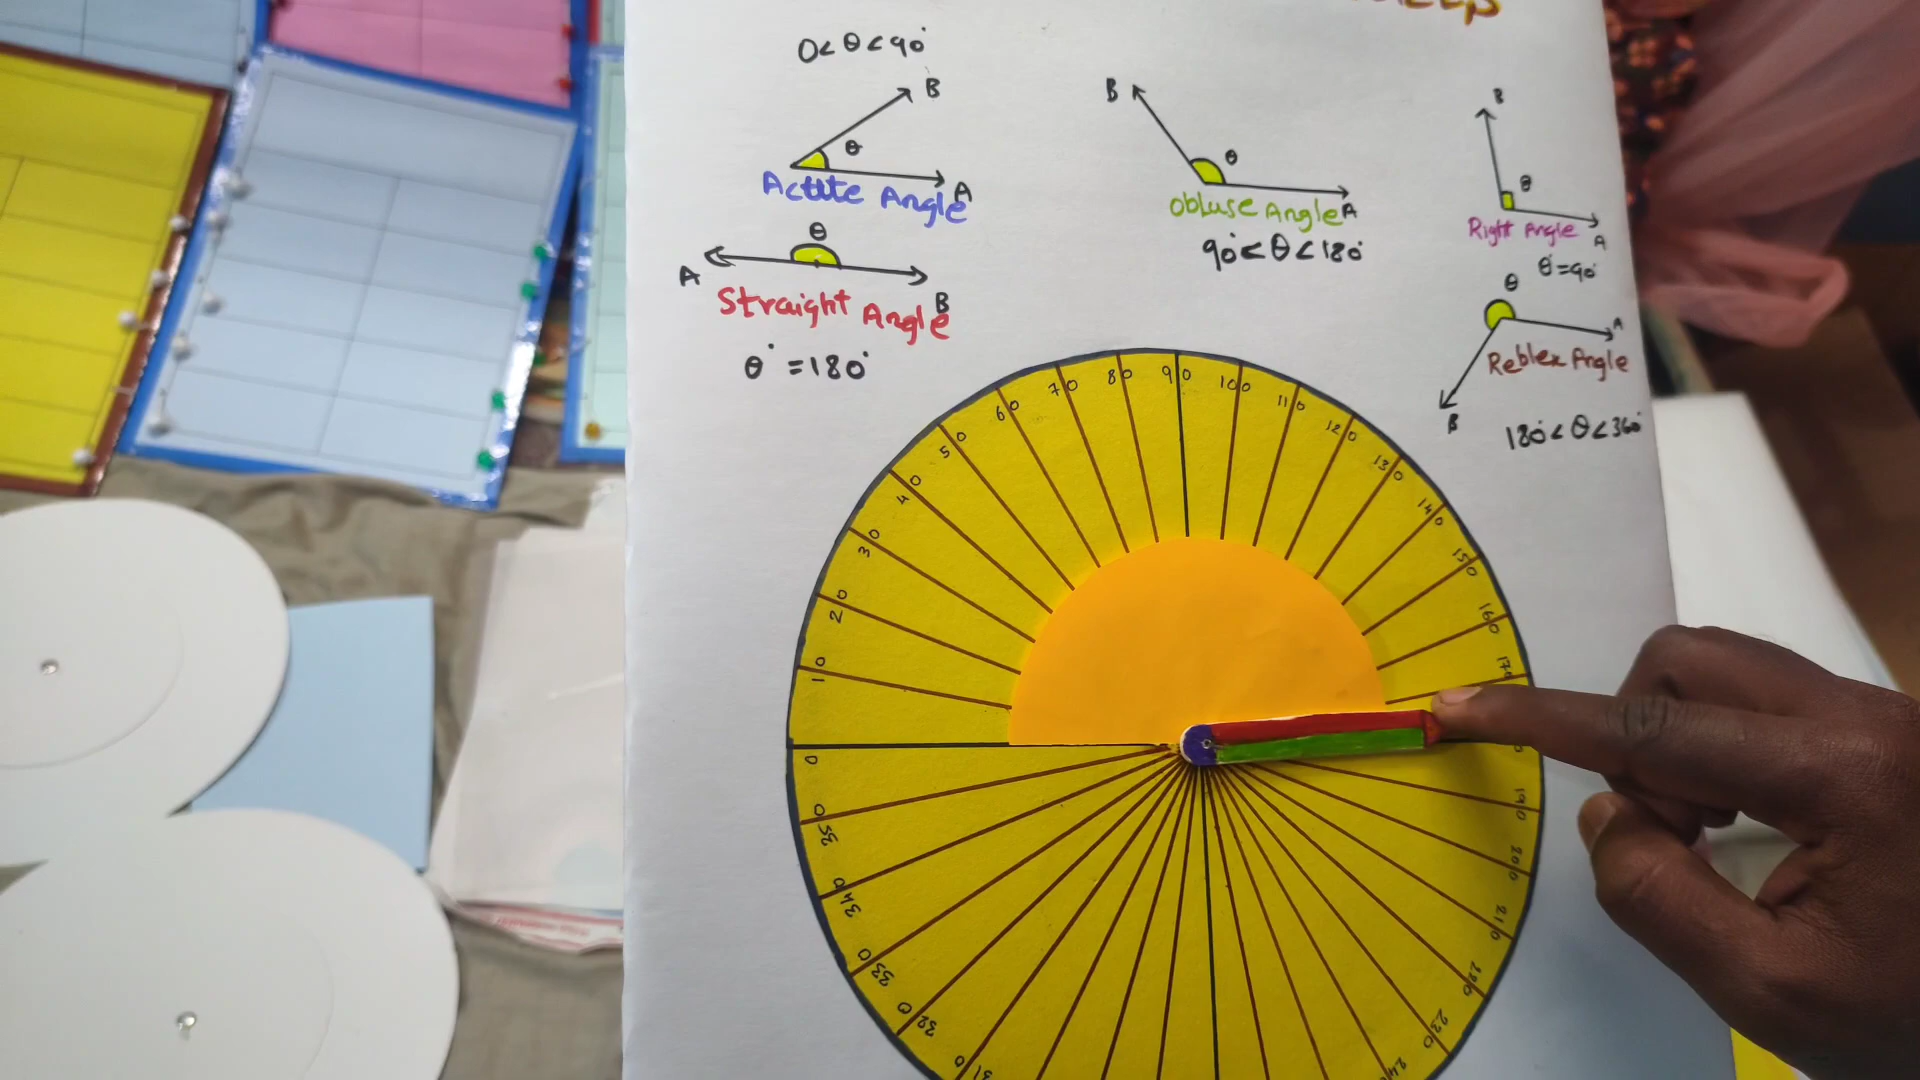 0<θ<90°
B
θ
A
Actute Angle
B
θ
Obluse Angle
A
90°<θ<180°
B
θ
Right Angle
A
θ°=90°
θ
A
B
Straight Angle
θ° =180°
θ
A
Reblex Angle
B
180°<θ<360°
0
10
20
30
40
50
60
70
80
90
100
110
120
130
140
150
160
170
190
200
210
220
230
320
330
340
350